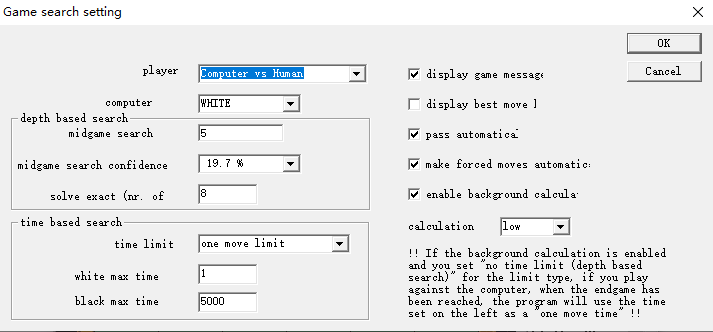 Game search setting
OK
Cancel
player
Computer vs Human
computer
WHITE
depth based search
midgame search
5
midgame search confidence
19.7 %
solve exact (nr. of
8
time based search
time limit
one move limit
white max time
1
black max time
5000
display game message
display best move
pass automatica
make forced moves automatic
enable background calcula
calculation
low
!! If the background calculation is enabled
and you set "no time limit (depth based
search)" for the limit type, if you play
against the computer, when the endgame has
been reached, the program will use the time
set on the left as a "one move time" !!